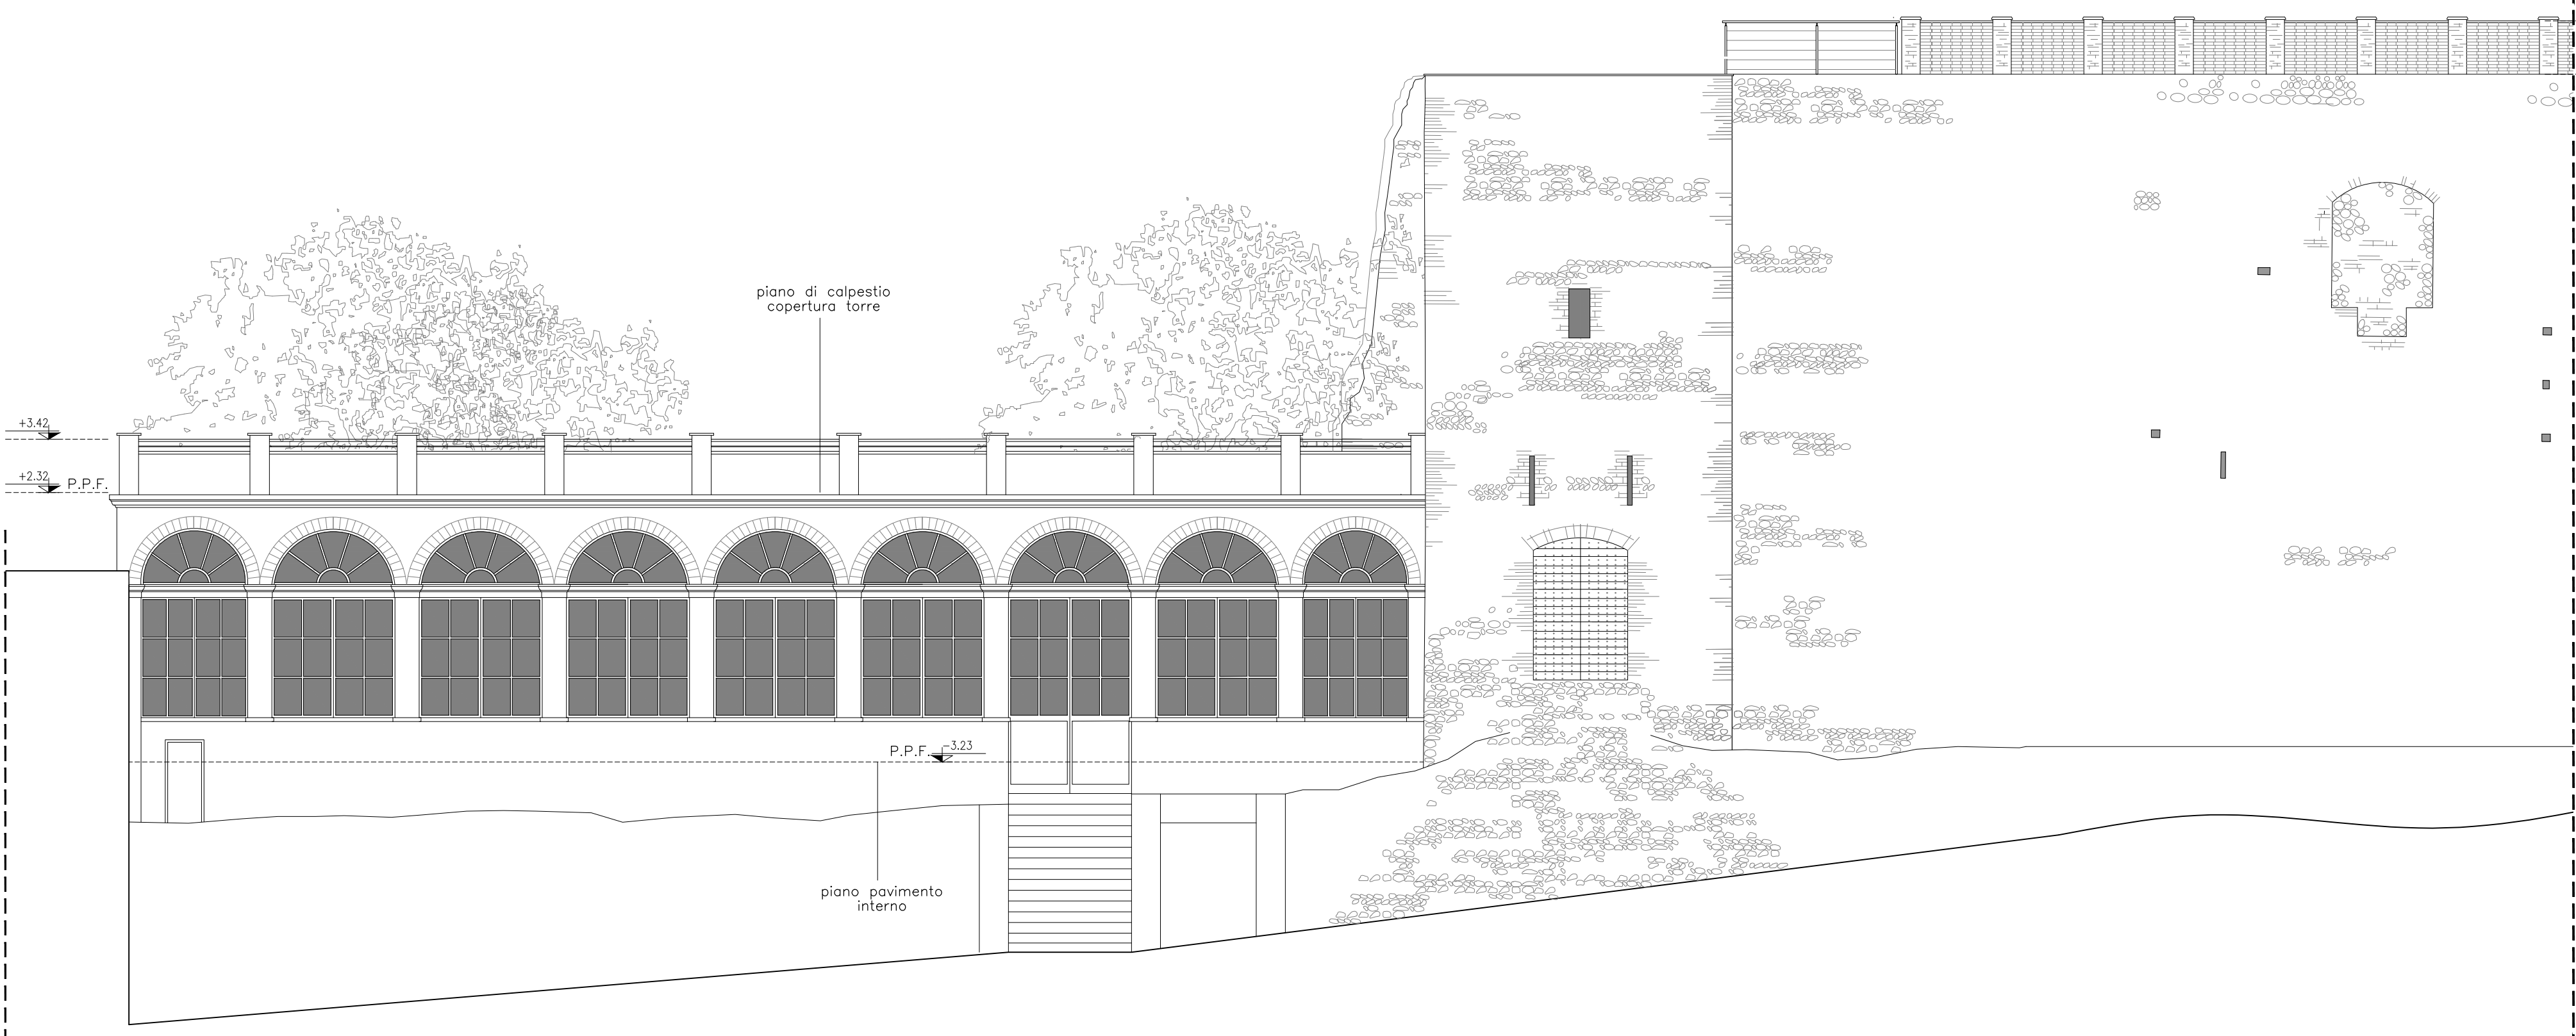 piano di calpestio
copertura torre
+3.42
+2.32
P.P.F.
P.P.F.
-3.23
piano pavimento
interno